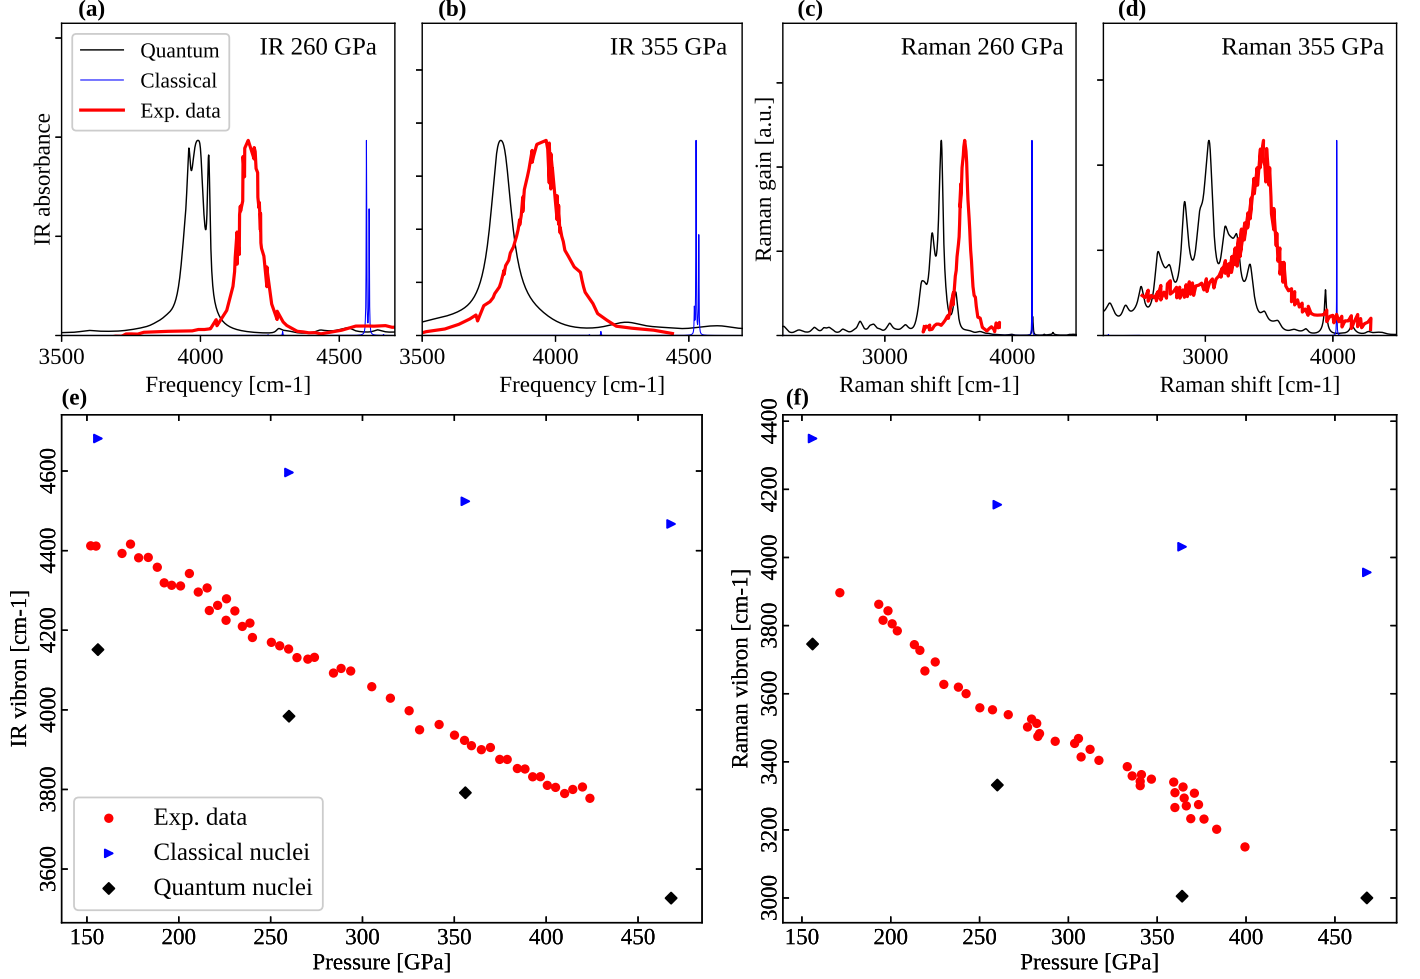 (a)
(b)
(c)
(d)
IR 260 GPa
IR 355 GPa
Raman 260 GPa
Raman 355 GPa
Quantum
Classical
Exp. data
IR absorbance
Raman gain [a.u.]
3500 4000 4500
3500 4000 4500
3000 4000
3000 4000
Frequency [cm-1]
Frequency [cm-1]
Raman shift [cm-1]
Raman shift [cm-1]
(e)
(f)
IR vibron [cm-1]
4600
4400
4200
4000
3800
3600
Exp. data
Classical nuclei
Quantum nuclei
150 200 250 300 350 400 450
Pressure [GPa]
Raman vibron [cm-1]
4400
4200
4000
3800
3600
3400
3200
3000
150 200 250 300 350 400 450
Pressure [GPa]